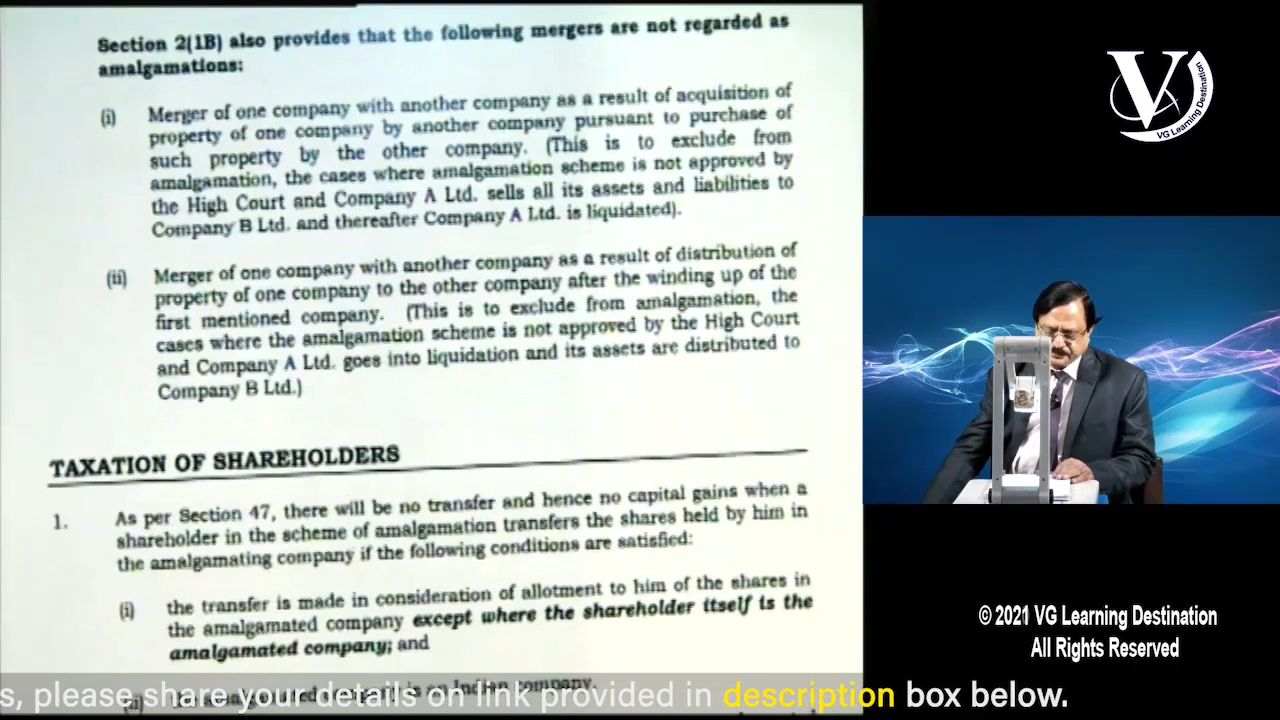 Section 2(1B) also provides that the following mergers are not regarded as
amalgamations:
(i) Merger of one company with another company as a result of acquisition of
property of one company by another company pursuant to purchase of
such property by the other company. (This is to exclude from
amalgamation, the cases where amalgamation scheme is not approved by
the High Court and Company A Ltd. sells all its assets and liabilities to
Company B Ltd. and thereafter Company A Ltd. is liquidated).
(ii) Merger of one company with another company as a result of distribution of
property of one company to the other company after the winding up of the
first mentioned company. (This is to exclude from amalgamation, the
cases where the amalgamation scheme is not approved by the High Court
and Company A Ltd. goes into liquidation and its assets are distributed to
Company B Ltd.)
TAXATION OF SHAREHOLDERS
1. As per Section 47, there will be no transfer and hence no capital gains when a
shareholder in the scheme of amalgamation transfers the shares held by him in
the amalgamating company if the following conditions are satisfied:
(i) the transfer is made in consideration of allotment to him of the shares in
the amalgamated company except where the shareholder itself is the
amalgamated company; and
(ii) is an Indian company.
s, please share your details on link provided in description box below.
V
VG Learning Destination
© 2021 VG Learning Destination
All Rights Reserved